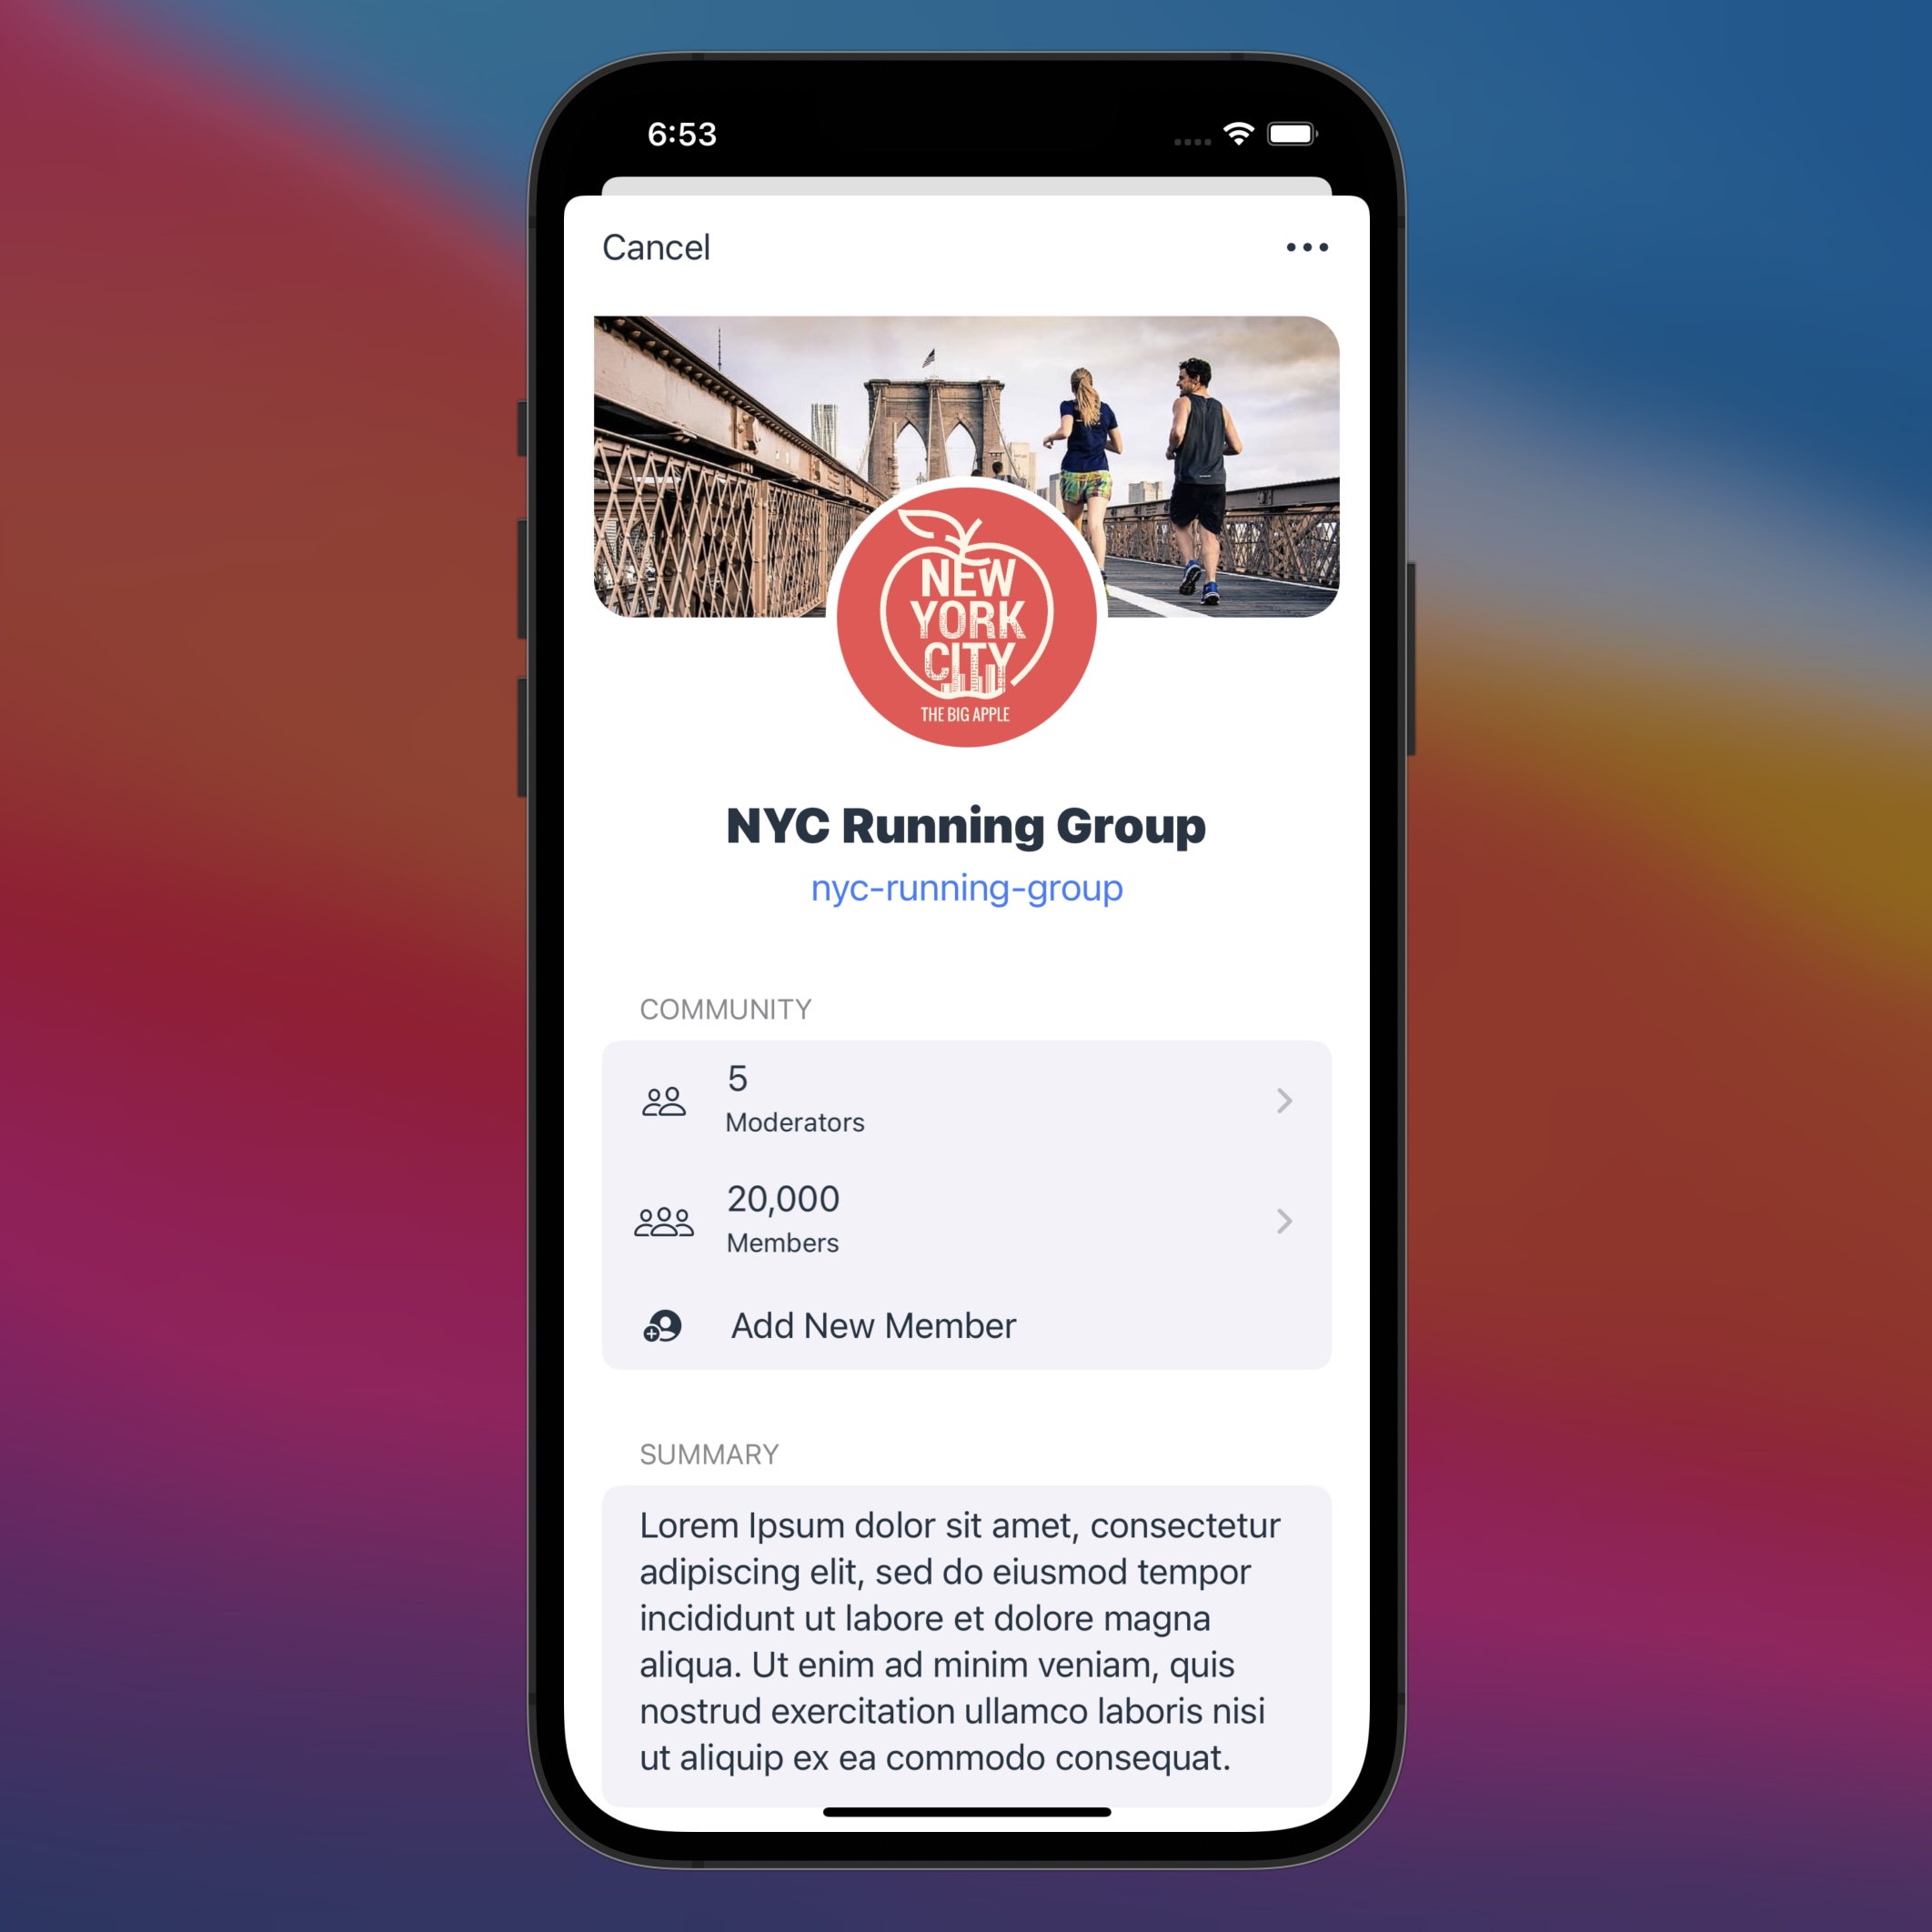 6:53
Cancel
NEW
YORK
CITY
THE BIG APPLE
NYC Running Group
nyc-running-group
COMMUNITY
5
Moderators
20,000
Members
Add New Member
SUMMARY
Lorem Ipsum dolor sit amet, consectetur
adipiscing elit, sed do eiusmod tempor
incididunt ut labore et dolore magna
aliqua. Ut enim ad minim veniam, quis
nostrud exercitation ullamco laboris nisi
ut aliquip ex ea commodo consequat.